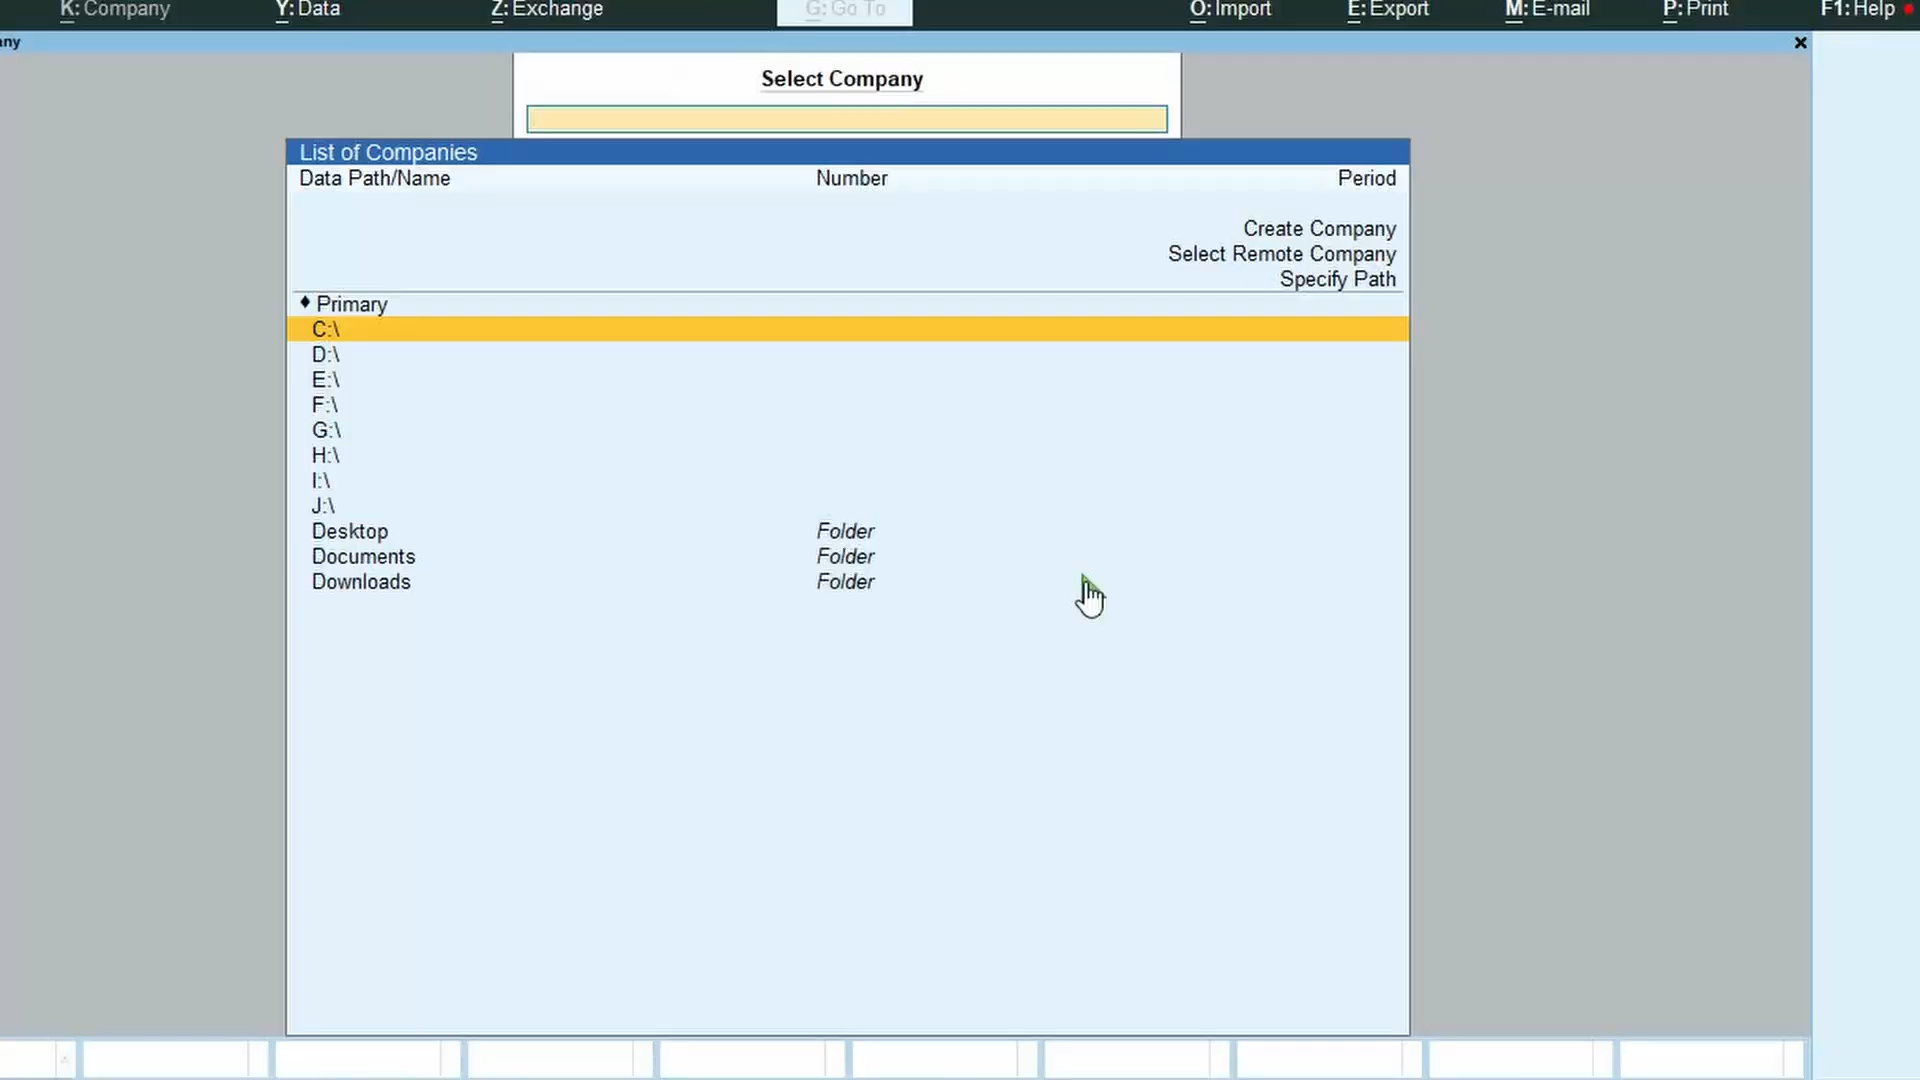 K: Company Y: Data Z: Exchange G: Go To O: Import E: Export M: E-mail P: Print F1: Help
any
Select Company
List of Companies
Data Path/Name Number Period
Create Company
Select Remote Company
Specify Path
♦ Primary
C:\
D:\
E:\
F:\
G:\
H:\
I:\
J:\
Desktop Folder
Documents Folder
Downloads Folder